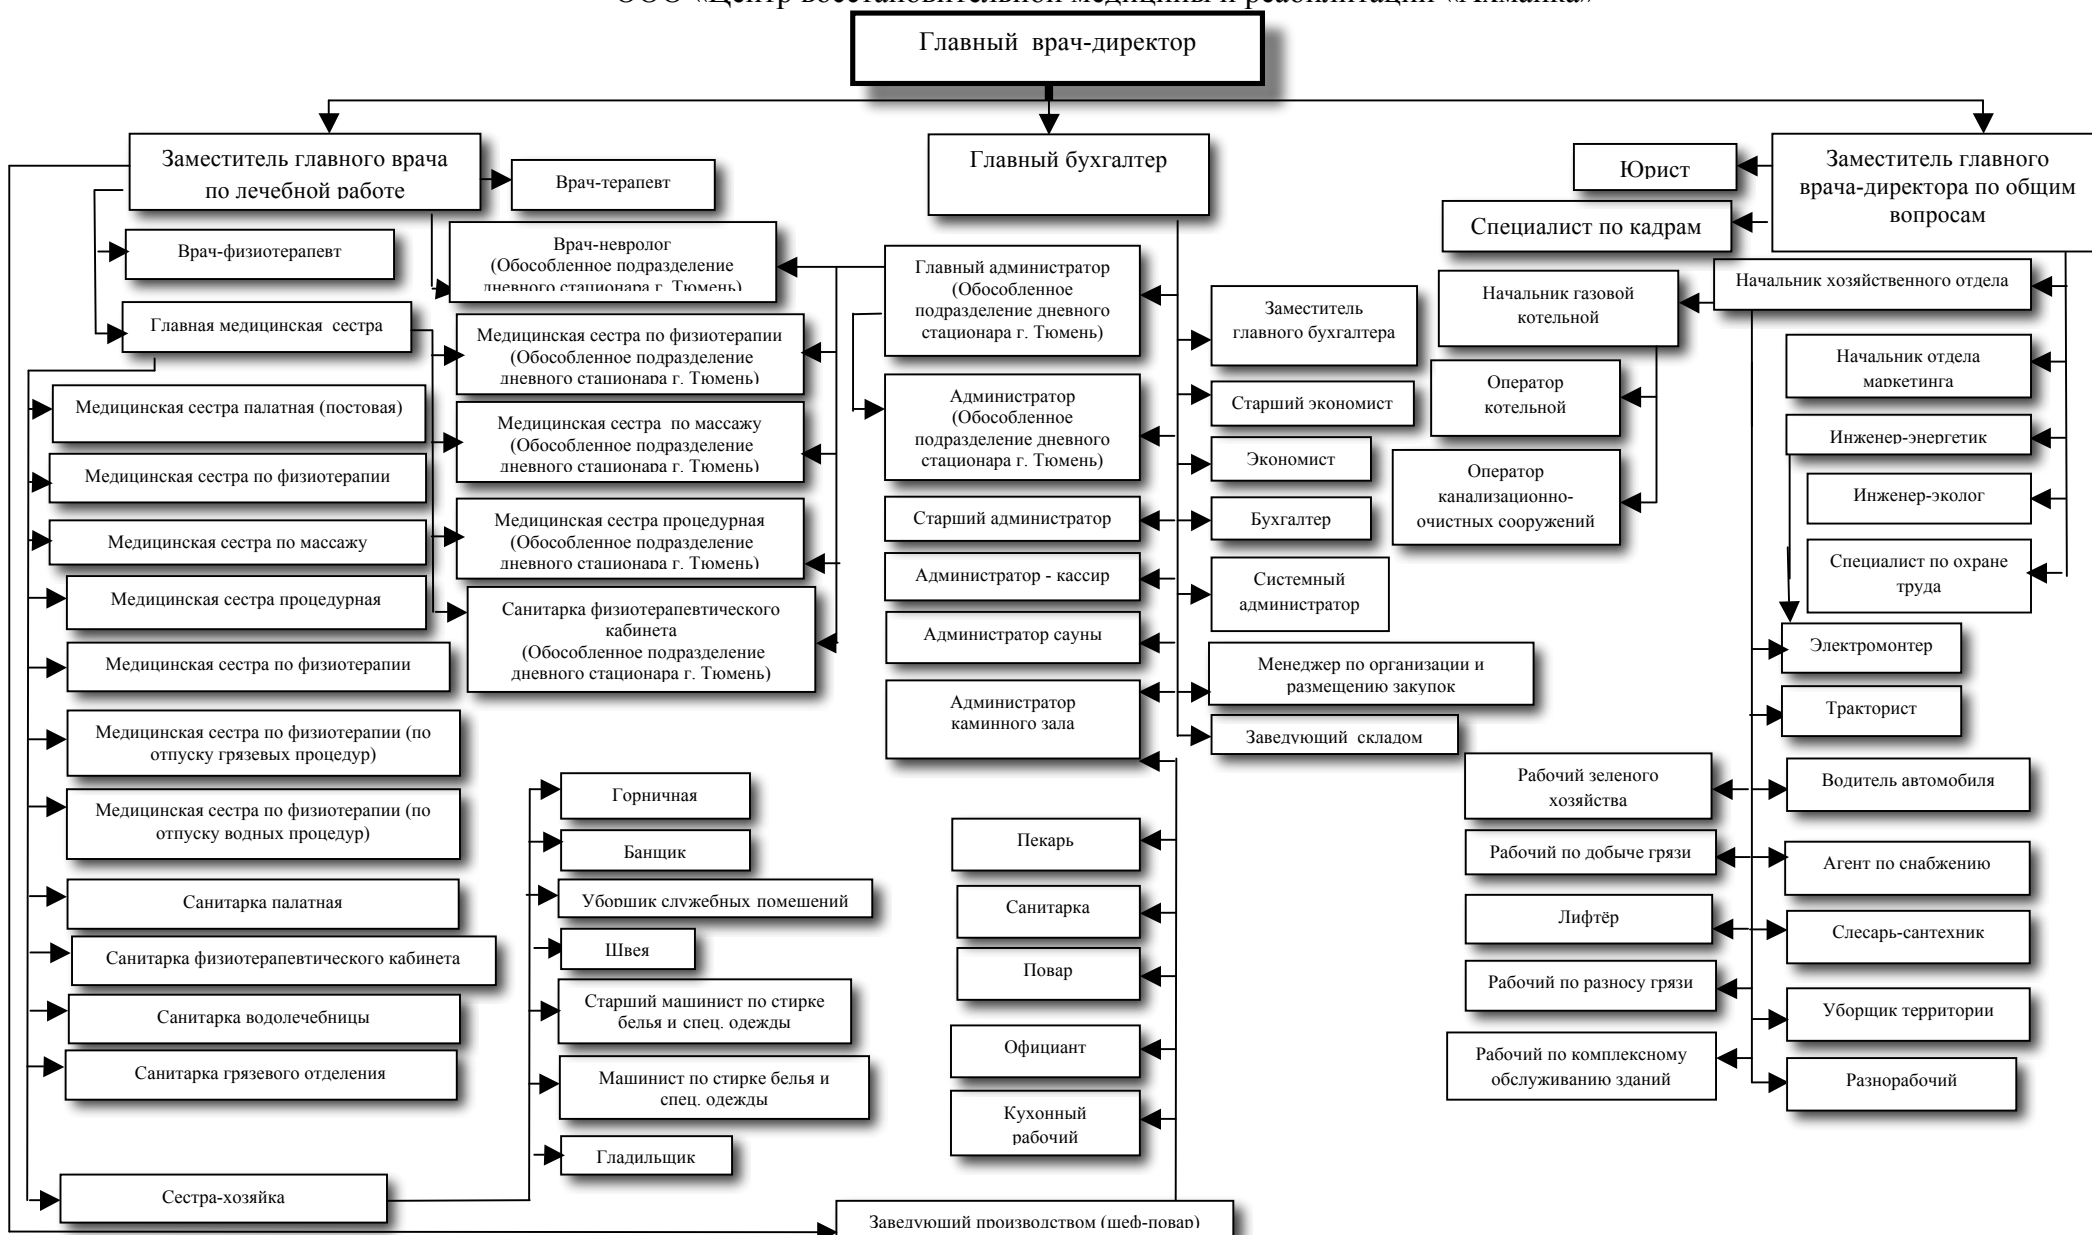 ООО «Центр восстановительной медицины и реабилитации «Ахманка»
Главный врач-директор
Заместитель главного врача
по лечебной работе
Врач-терапевт
Главный бухгалтер
Юрист
Заместитель главного
врача-директора по общим
вопросам
Специалист по кадрам
Врач-физиотерапевт
Врач-невролог
(Обособленное подразделение
дневного стационара г. Тюмень)
Главный администратор
(Обособленное
подразделение дневного
стационара г. Тюмень)
Заместитель
главного бухгалтера
Начальник газовой
котельной
Начальник хозяйственного отдела
Главная медицинская сестра
Медицинская сестра по физиотерапии
(Обособленное подразделение
дневного стационара г. Тюмень)
Начальник отдела
маркетинга
Медицинская сестра палатная (постовая)
Медицинская сестра по массажу
(Обособленное подразделение
дневного стационара г. Тюмень)
Администратор
(Обособленное
подразделение дневного
стационара г. Тюмень)
Старший экономист
Оператор
котельной
Инженер-энергетик
Медицинская сестра по физиотерапии
Экономист
Оператор
канализационно-
очистных сооружений
Инженер-эколог
Медицинская сестра по массажу
Медицинская сестра процедурная
(Обособленное подразделение
дневного стационара г. Тюмень)
Старший администратор
Бухгалтер
Специалист по охране
труда
Медицинская сестра процедурная
Санитарка физиотерапевтического
кабинета
(Обособленное подразделение
дневного стационара г. Тюмень)
Администратор - кассир
Системный
администратор
Администратор сауны
Электромонтер
Медицинская сестра по физиотерапии
Менеджер по организации и
размещению закупок
Администратор
каминного зала
Тракторист
Медицинская сестра по физиотерапии (по
отпуску грязевых процедур)
Заведующий складом
Медицинская сестра по физиотерапии (по
отпуску водных процедур)
Горничная
Рабочий зеленого
хозяйства
Водитель автомобиля
Банщик
Пекарь
Рабочий по добыче грязи
Агент по снабжению
Санитарка палатная
Уборщик служебных помещений
Санитарка
Лифтёр
Слесарь-сантехник
Санитарка физиотерапевтического кабинета
Швея
Повар
Рабочий по разносу грязи
Санитарка водолечебницы
Старший машинист по стирке
белья и спец. одежды
Официант
Уборщик территории
Санитарка грязевого отделения
Машинист по стирке белья и
спец. одежды
Кухонный
рабочий
Рабочий по комплексному
обслуживанию зданий
Разнорабочий
Гладильщик
Сестра-хозяйка
Заведующий производством (шеф-повар)